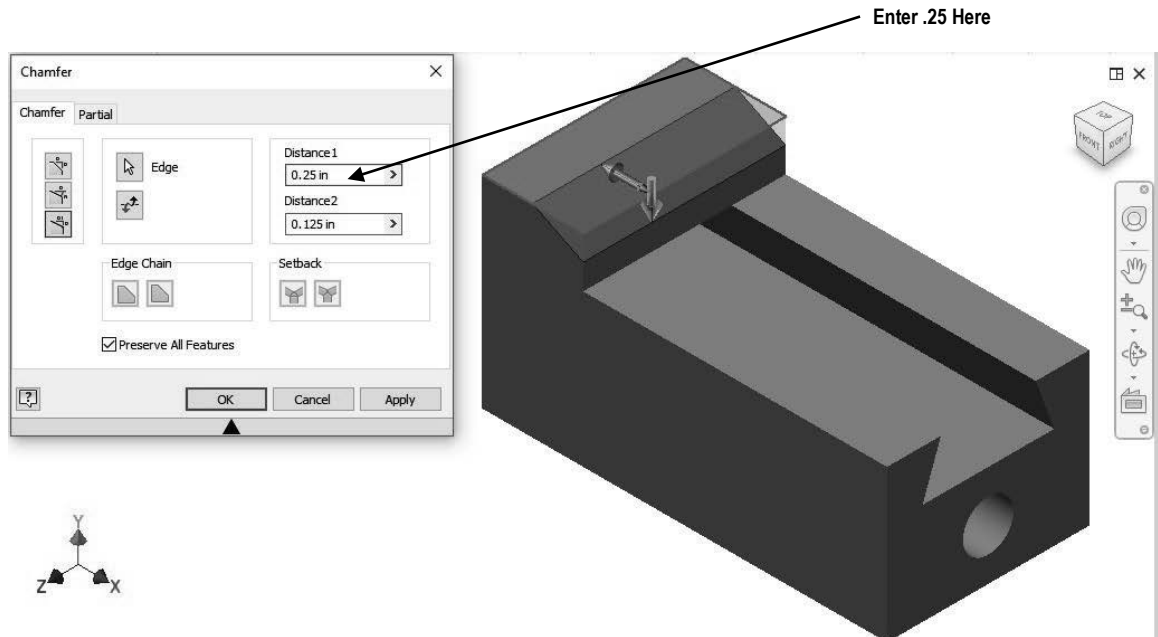 Enter .25 Here
Chamfer
Chamfer Partial
Edge
Distance1
0.25 in
Distance2
0.125 in
Edge Chain
Setback
Preserve All Features
OK Cancel Apply
TOP
FRONT RIGHT
Y
Z X